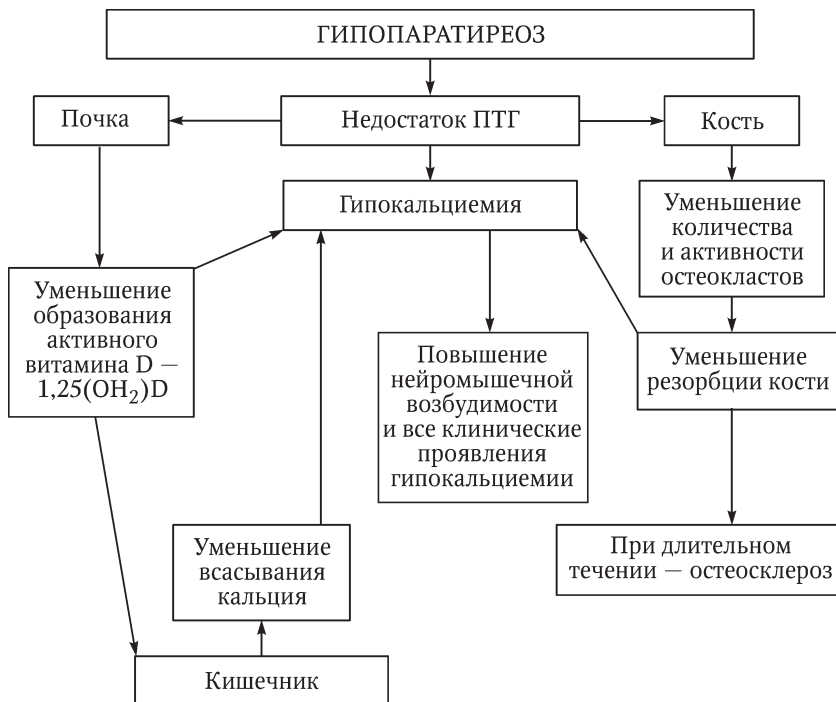 ГИПОПАРАТИРЕОЗ
Почка
Недостаток ПТГ
Кость
Гипокальциемия
Уменьшение
количества
и активности
остеокластов
Уменьшение
образования
активного
витамина D —
1,25(OH₂)D
Повышение
нейромышечной
возбудимости
и все клинические
проявления
гипокальциемии
Уменьшение
резорбции кости
Уменьшение
всасывания
кальция
При длительном
течении — остеосклероз
Кишечник